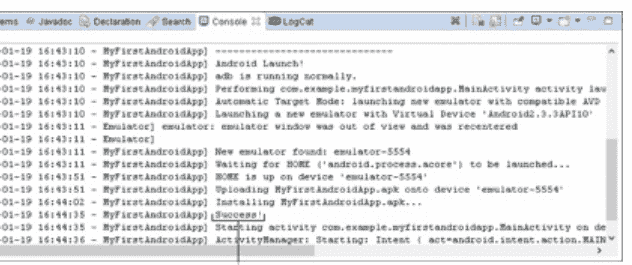 ems @ Javadoc Declaration Search Console LogCat
-01-19 16:43:10 - MyFirstAndroidApp] ------------------------------
-01-19 16:43:10 - MyFirstAndroidApp] Android Launch!
-01-19 16:43:10 - MyFirstAndroidApp] adb is running normally.
-01-19 16:43:10 - MyFirstAndroidApp] Performing com.example.myfirstandroidapp.MainActivity activity lau
-01-19 16:43:10 - MyFirstAndroidApp] Automatic Target Mode: launching new emulator with compatible AVD
-01-19 16:43:10 - MyFirstAndroidApp] Launching a new emulator with Virtual Device 'Android2.3.3API10'
-01-19 16:43:11 - Emulator] emulator: emulator window was out of view and was recentered
-01-19 16:43:11 - Emulator]
-01-19 16:43:11 - MyFirstAndroidApp] New emulator found: emulator-5554
-01-19 16:43:11 - MyFirstAndroidApp] Waiting for HOME ('android.process.acore') to be launched...
-01-19 16:43:51 - MyFirstAndroidApp] HOME is up on device 'emulator-5554'
-01-19 16:43:51 - MyFirstAndroidApp] Uploading MyFirstAndroidApp.apk onto device 'emulator-5554'
-01-19 16:44:02 - MyFirstAndroidApp] Installing MyFirstAndroidApp.apk...
-01-19 16:44:35 - MyFirstAndroidApp] Success!
-01-19 16:44:35 - MyFirstAndroidApp] Starting activity com.example.myfirstandroidapp.MainActivity on de
-01-19 16:44:36 - MyFirstAndroidApp] ActivityManager: Starting: Intent { act=android.intent.action.MAIN